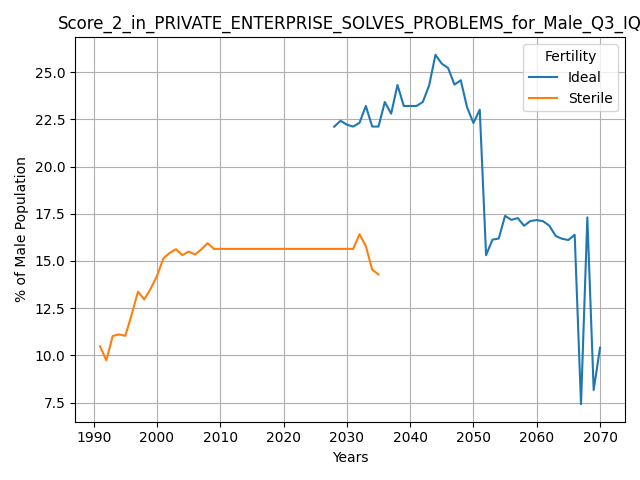 Score_2_in_PRIVATE_ENTERPRISE_SOLVES_PROBLEMS_for_Male_Q3_IQ
Fertility
Ideal
Sterile
% of Male Population
25.0
22.5
20.0
17.5
15.0
12.5
10.0
7.5
1990 2000 2010 2020 2030 2040 2050 2060 2070
Years